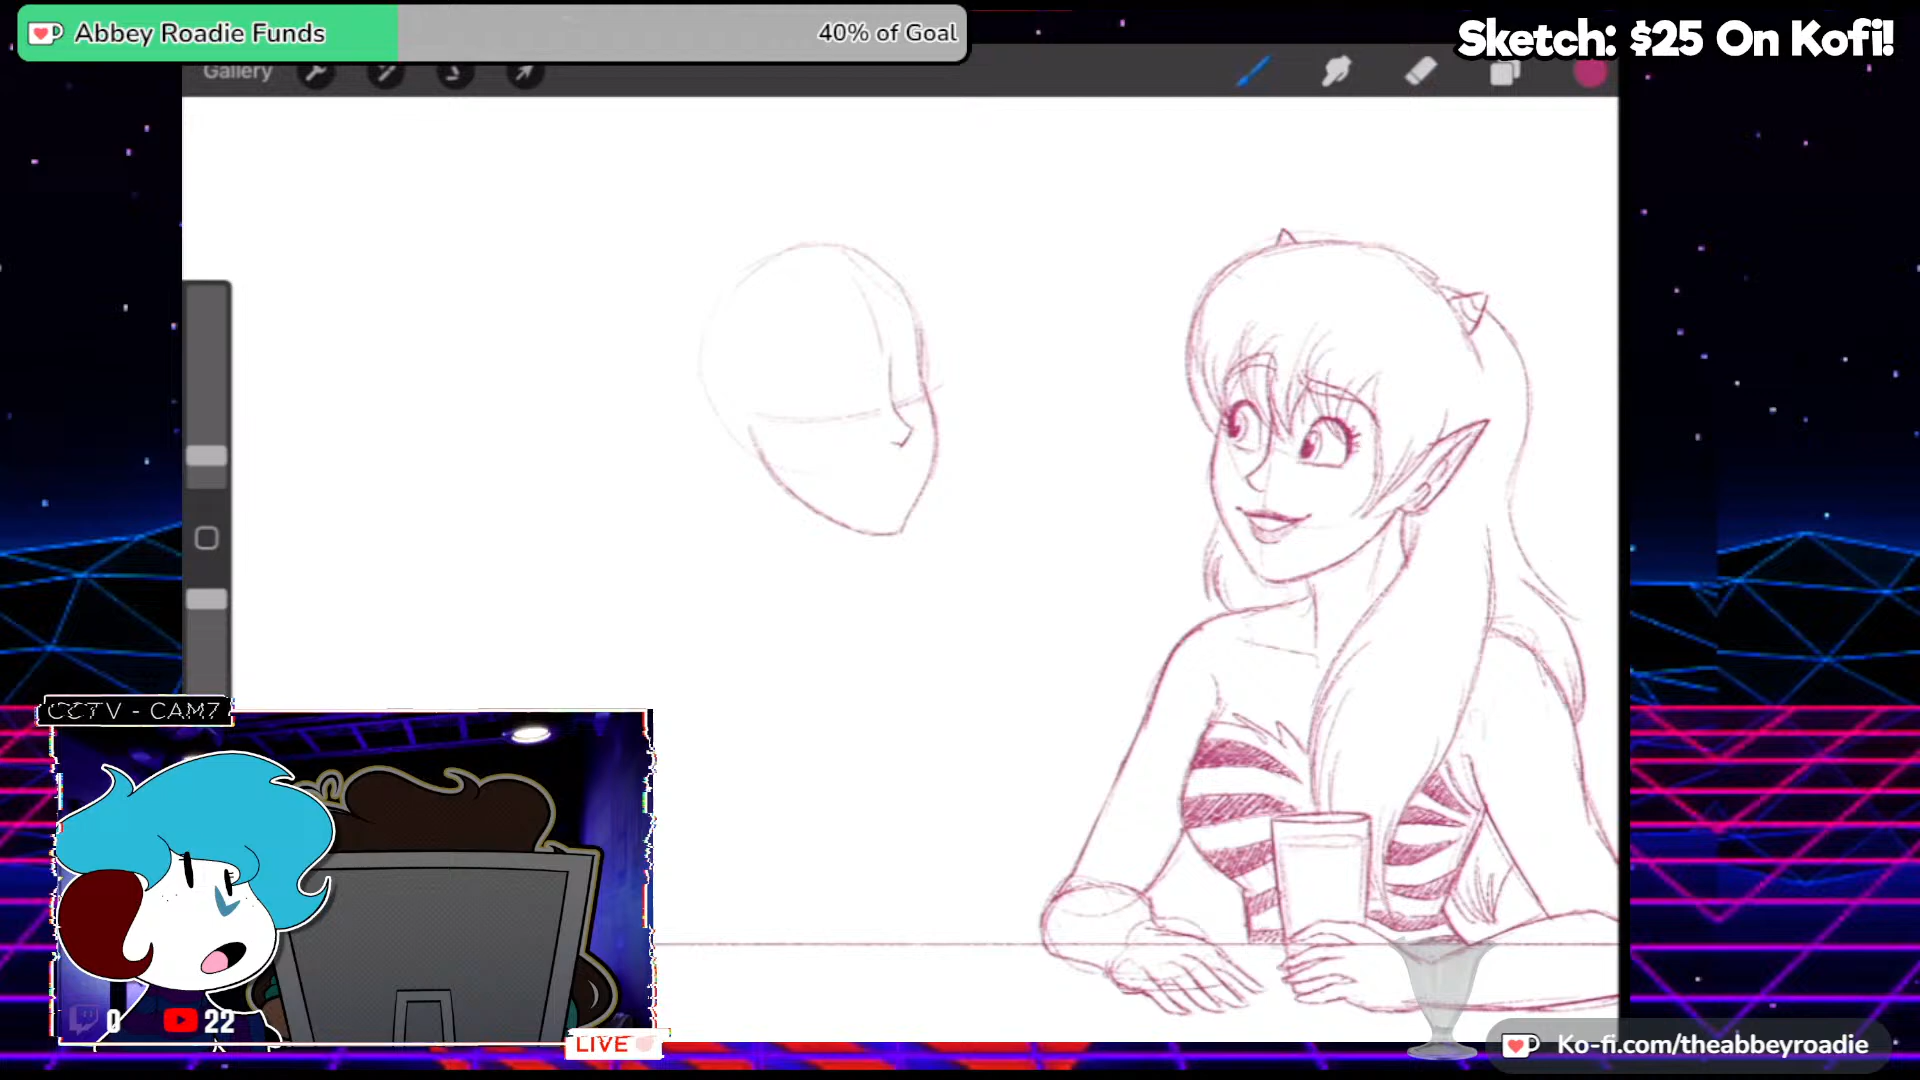 Abbey Roadie Funds
40% of Goal
Sketch: $25 On Kofi!
Gallery
CCTV - CAM7
0
22
LIVE
Ko-fi.com/theabbeyroadie